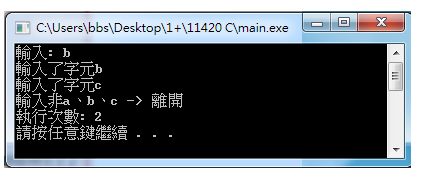 C:\Users\bbs\Desktop\1+\11420 C\main.exe
輸入: b
輸入了字元b
輸入了字元c
輸入非a、b、c -> 離開
執行次數: 2
請按任意鍵繼續 . . .